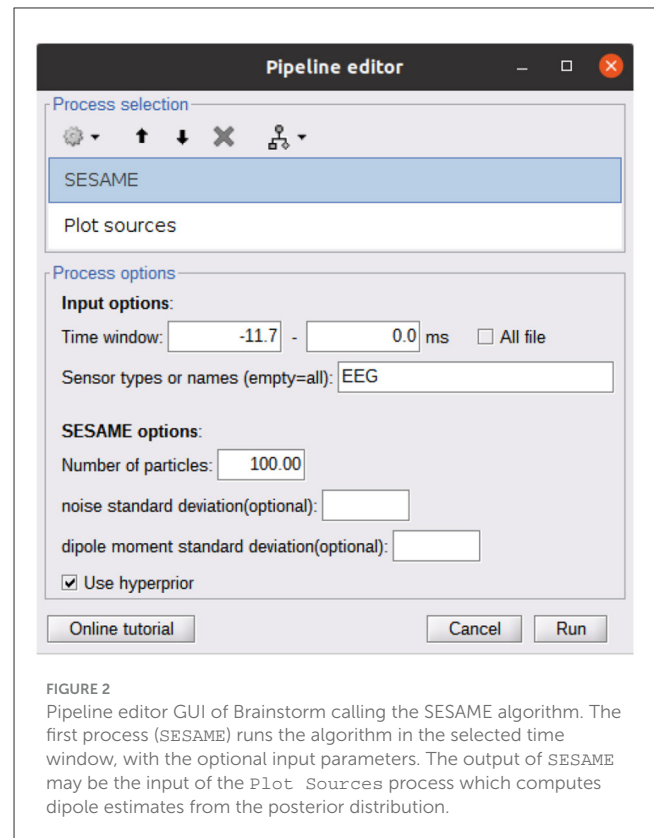 Pipeline editor
Process selection
SESAME
Plot sources
Process options
Input options:
Time window: -11.7 - 0.0 ms All file
Sensor types or names (empty=all): EEG
SESAME options:
Number of particles: 100.00
noise standard deviation(optional):
dipole moment standard deviation(optional):
Use hyperprior
Online tutorial Cancel Run
FIGURE 2
Pipeline editor GUI of Brainstorm calling the SESAME algorithm. The
first process (SESAME) runs the algorithm in the selected time
window, with the optional input parameters. The output of SESAME
may be the input of the Plot Sources process which computes
dipole estimates from the posterior distribution.